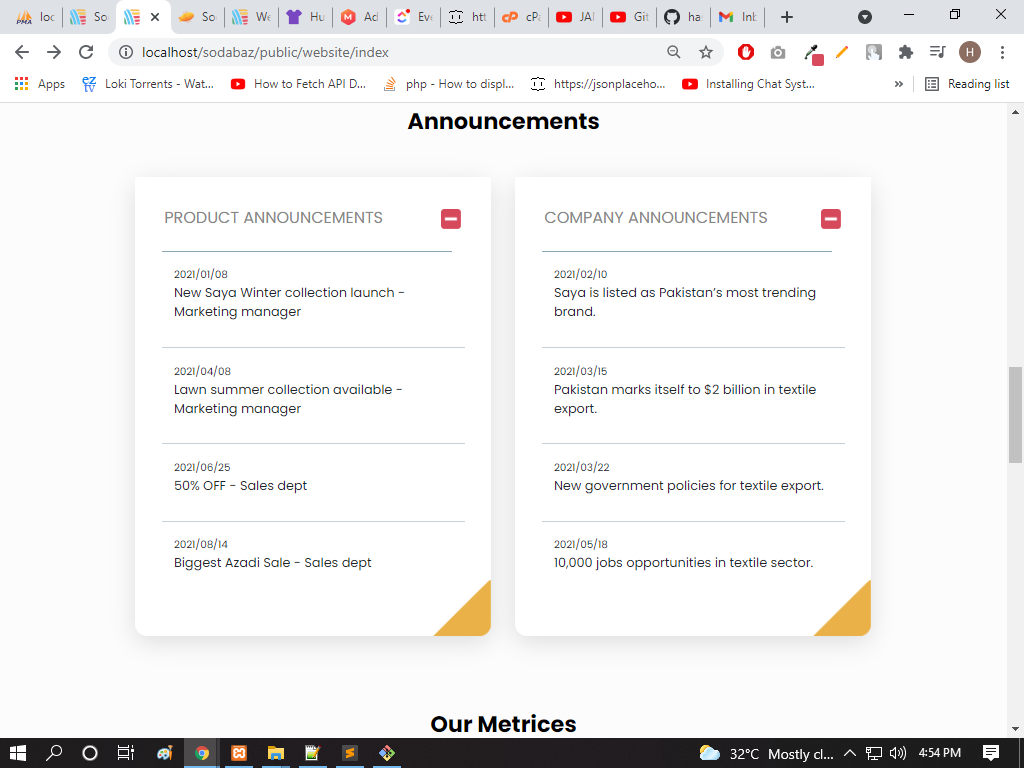 loc
So
So
We
Hu
Ad
Eve
htt
cPa
JAI
Git
ha
Inb
localhost/sodabaz/public/website/index
H
Apps
Loki Torrents - Wat...
How to Fetch API D...
php - How to displ...
https://jsonplaceho...
Installing Chat Syst...
»
Reading list
Announcements
PRODUCT ANNOUNCEMENTS
2021/01/08
New Saya Winter collection launch -
Marketing manager
2021/04/08
Lawn summer collection available -
Marketing manager
2021/06/25
50% OFF - Sales dept
2021/08/14
Biggest Azadi Sale - Sales dept
COMPANY ANNOUNCEMENTS
2021/02/10
Saya is listed as Pakistan’s most trending
brand.
2021/03/15
Pakistan marks itself to $2 billion in textile
export.
2021/03/22
New government policies for textile export.
2021/05/18
10,000 jobs opportunities in textile sector.
Our Metrices
32°C Mostly cl...
4:54 PM